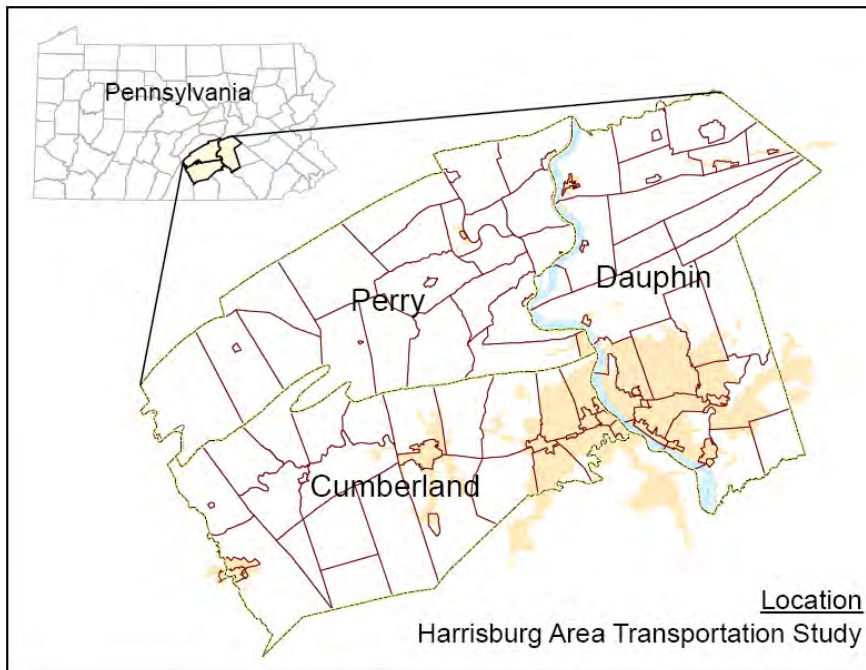 Pennsylvania
Dauphin
Perry
Cumberland
Location
Harrisburg Area Transportation Study